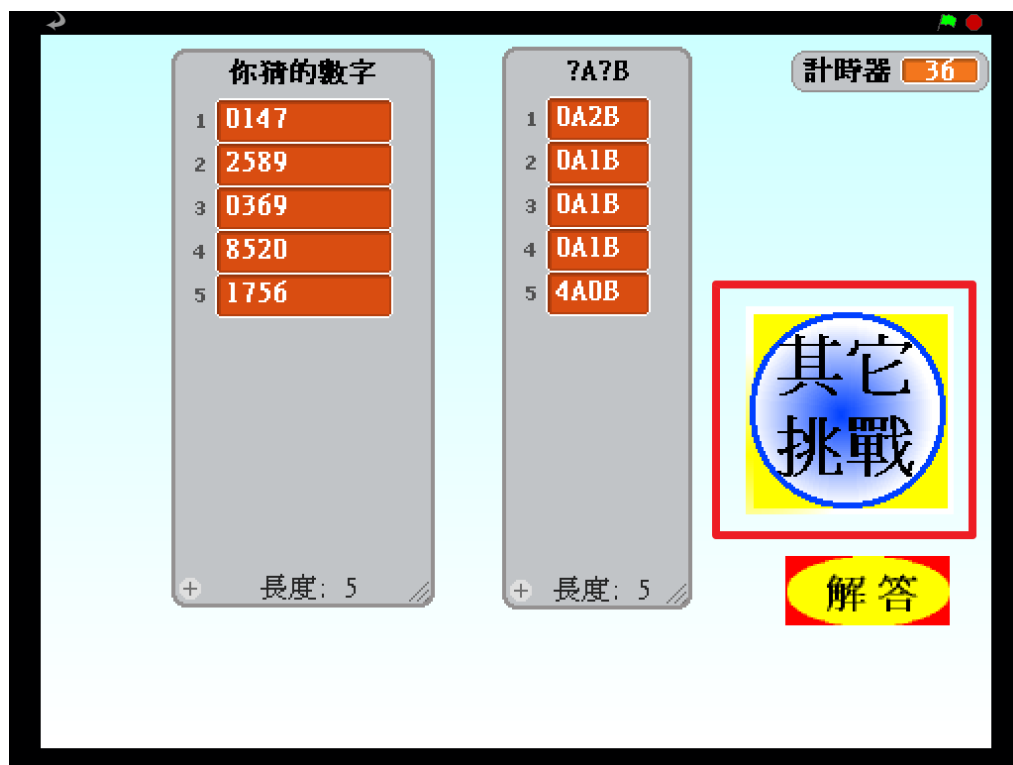 你猜的數字
1 0147
2 2589
3 0369
4 8520
5 1756
長度: 5
?A?B
1 0A2B
2 0A1B
3 0A1B
4 0A1B
5 4A0B
長度: 5
計時器 36
其它
挑戰
解答